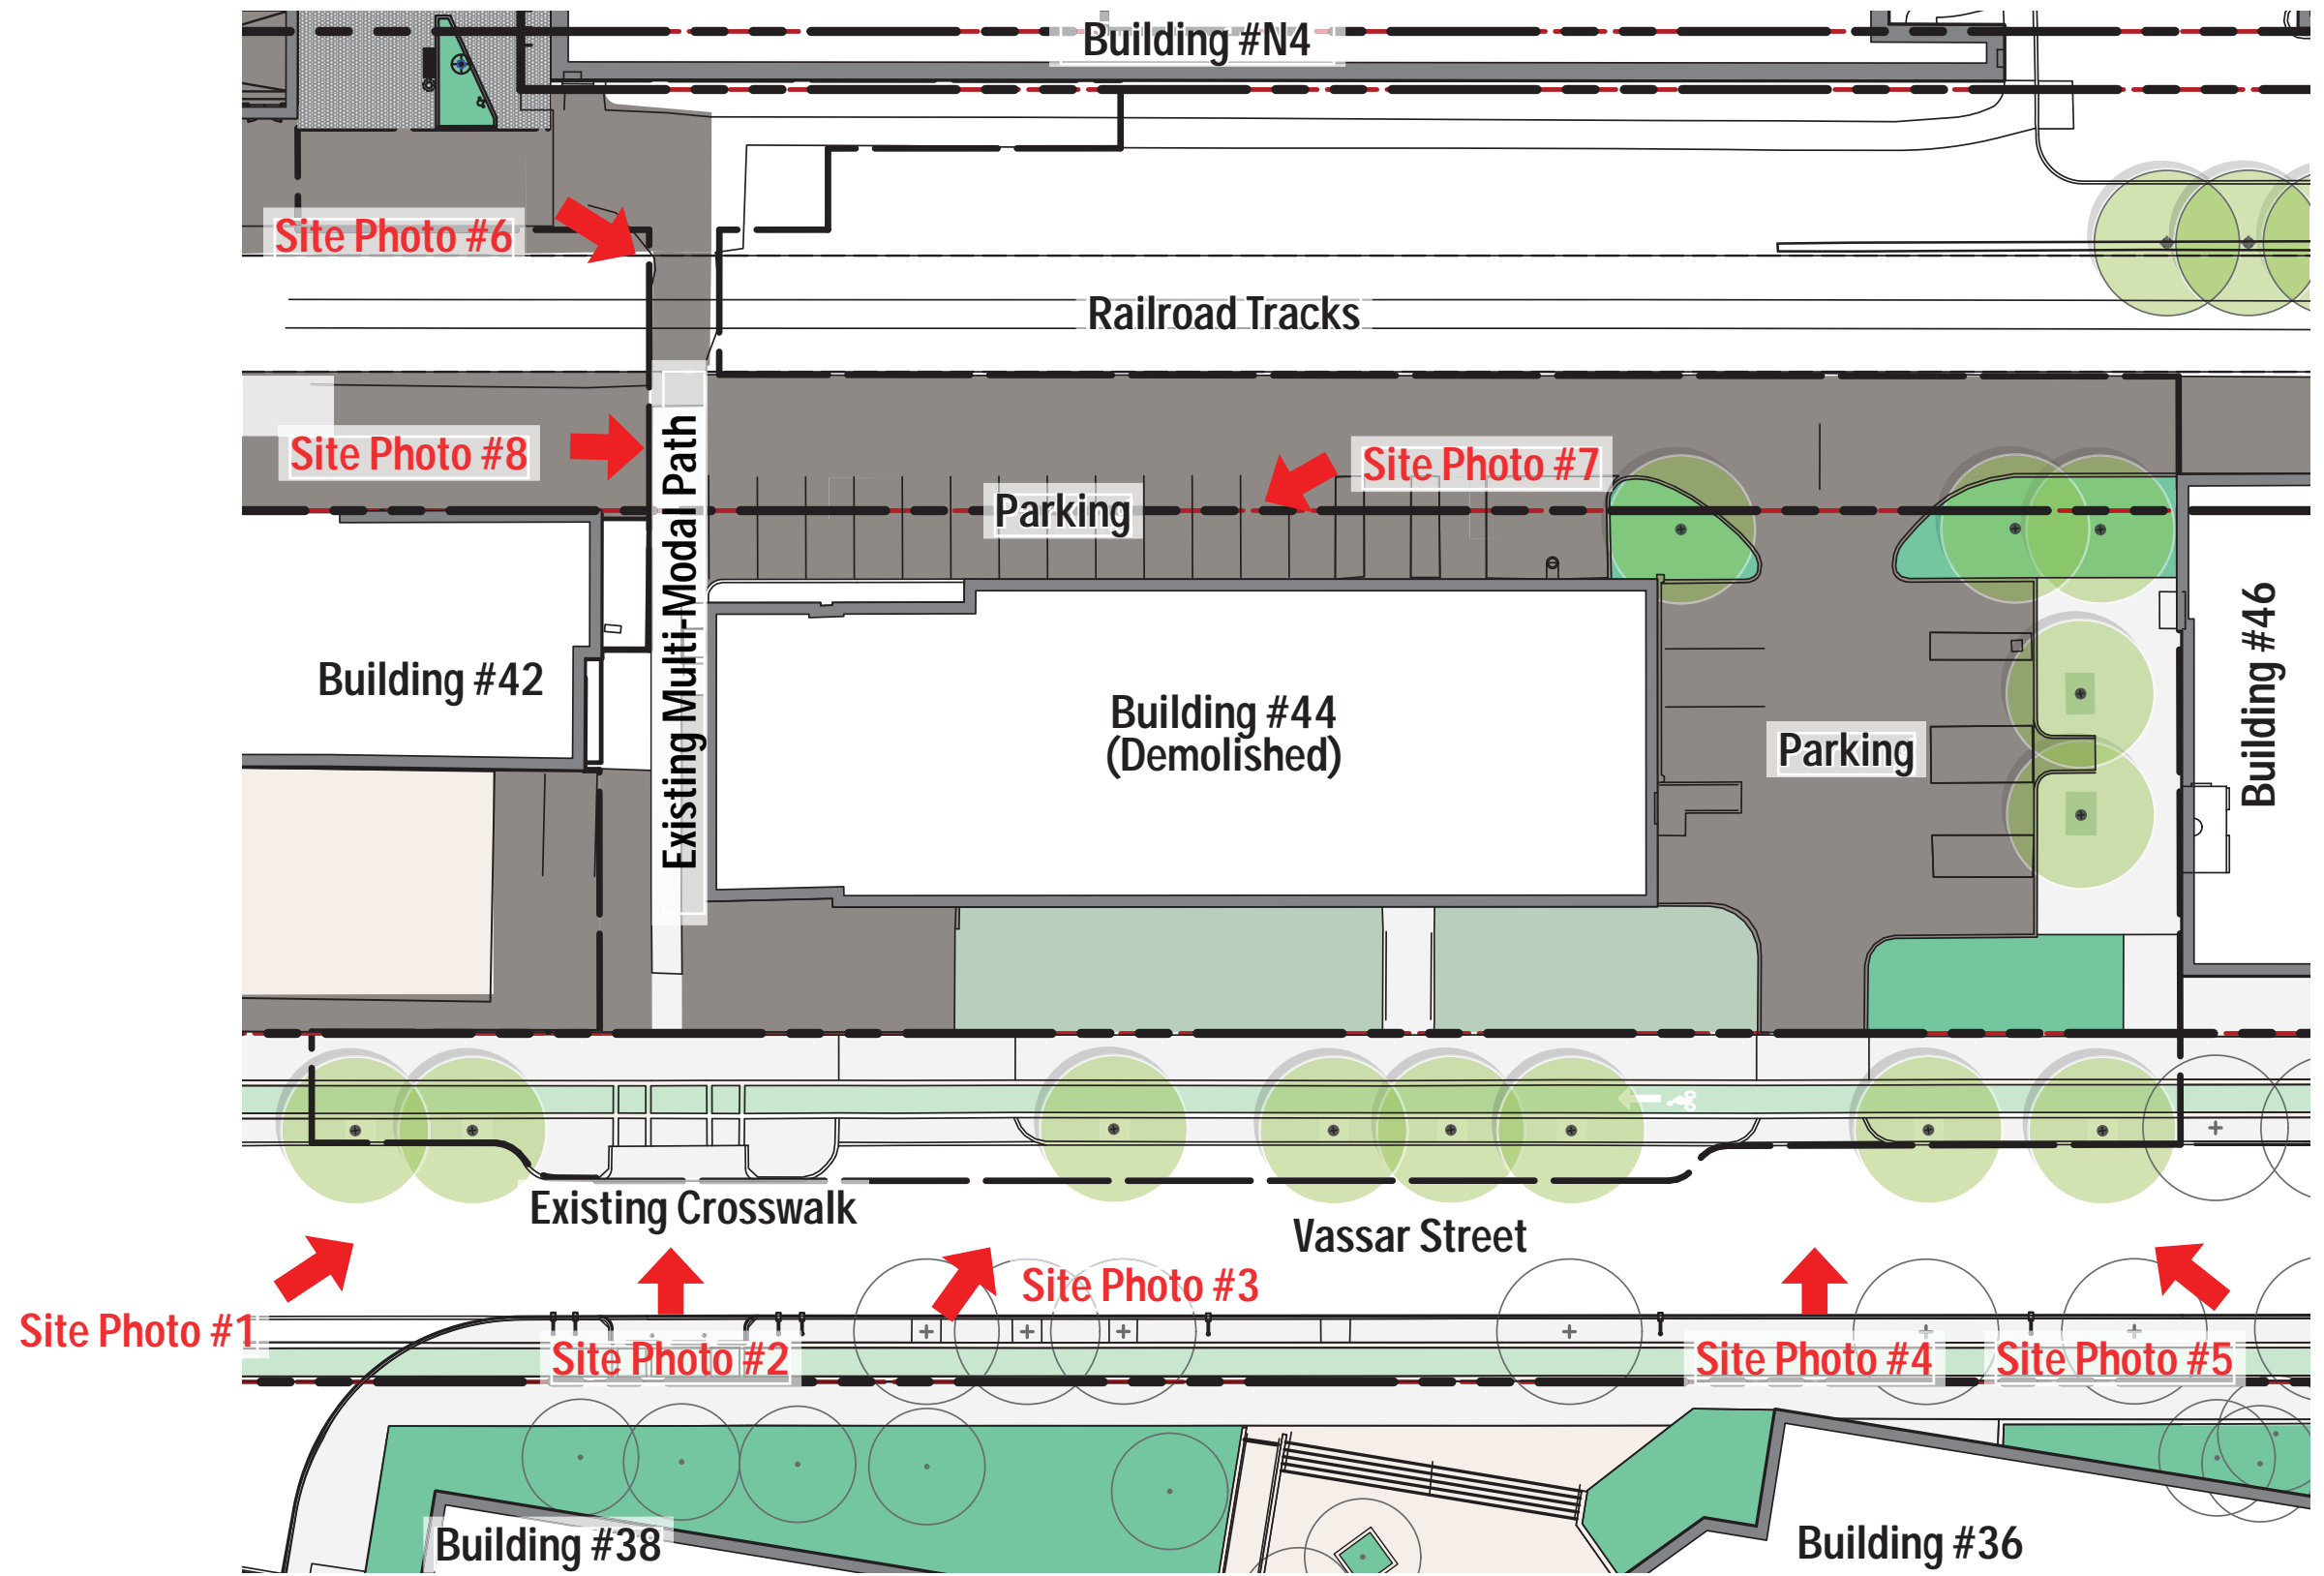 Building #N4
Site Photo #6
Railroad Tracks
Site Photo #8
Site Photo #7
Parking
Existing Multi-Modal Path
Building #42
Building #44
(Demolished)
Parking
Building #46
Existing Crosswalk
Vassar Street
Site Photo #1
Site Photo #3
Site Photo #2
Site Photo #4
Site Photo #5
Building #38
Building #36